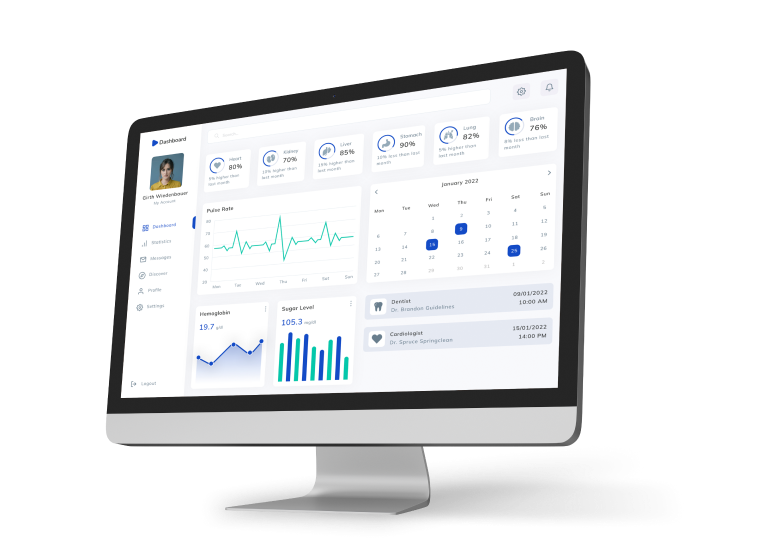 Dashboard
Search
Girth Wiedenbauer
My Account
Dashboard
Statistics
Messages
Discover
Profile
Settings
Logout
Heart
80%
5% higher than
last month
Kidney
70%
15% higher than
last month
Liver
85%
15% higher than
last month
Stomach
90%
10% less than last
month
Lung
82%
5% higher than
last month
Brain
76%
8% less than last
month
Pulse Rate
80
70
60
50
40
Mon Tue Wed Thu Fri Sat Sun
January 2022
Mon Tue Wed Thu Fri Sat Sun
1 2 3 4 5
6 7 8 9 10 11 12
13 14 15 16 17 18 19
20 21 22 23 24 25 26
27 28 29 30 31 1 2
Hemaglobin
19.7 g/dl
Sugar Level
105.3 mg/dl
Dentist
Dr. Brandon Guidelines
09/01/2022
10:00 AM
Cardiologist
Dr. Spruce Springclean
15/01/2022
14:00 PM